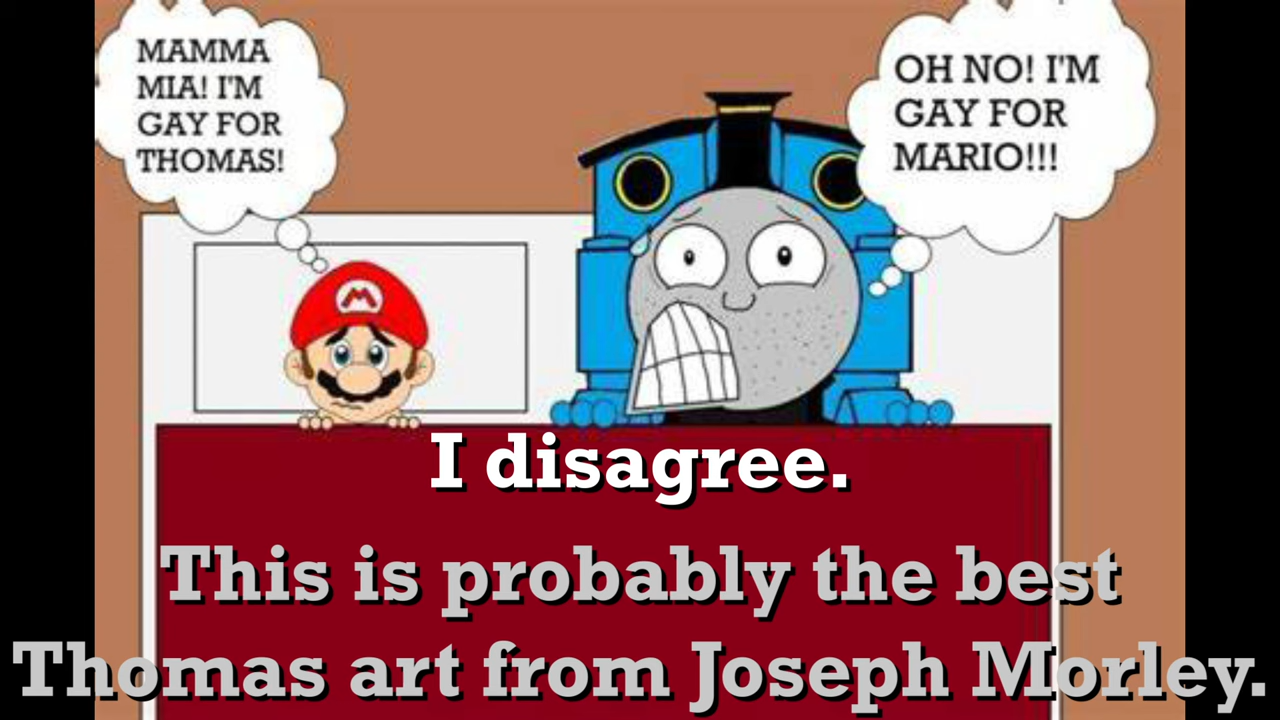 MAMMA
MIA! I'M
GAY FOR
THOMAS!
OH NO! I'M
GAY FOR
MARIO!!!
M
I disagree.
This is probably the best
Thomas art from Joseph Morley.